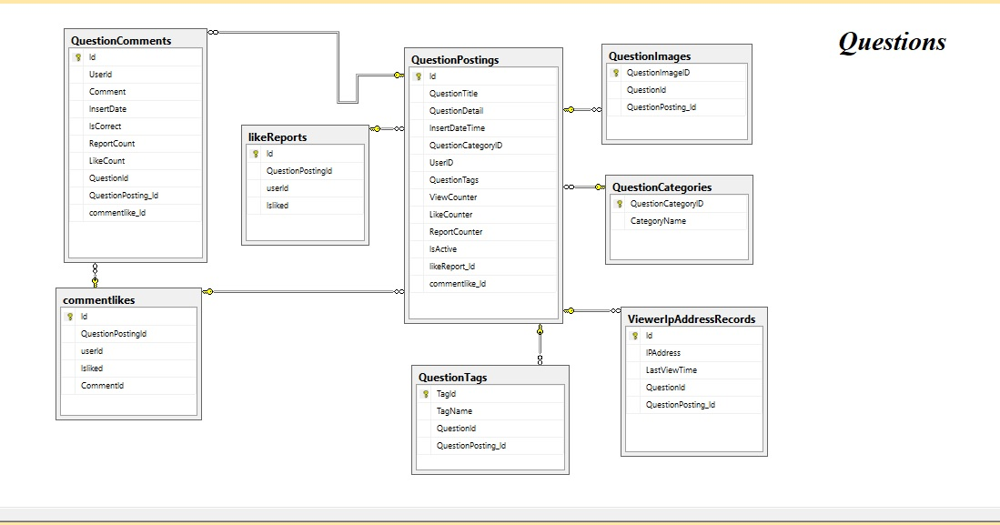 Questions
QuestionComments
Id
UserId
Comment
InsertDate
IsCorrect
ReportCount
LikeCount
QuestionId
QuestionPosting_Id
commentlike_Id
likeReports
Id
QuestionPostingId
userId
Isliked
QuestionPostings
Id
QuestionTitle
QuestionDetail
InsertDateTime
QuestionCategoryID
UserID
QuestionTags
ViewCounter
LikeCounter
ReportCounter
IsActive
likeReport_Id
commentlike_Id
QuestionImages
QuestionImageID
QuestionId
QuestionPosting_Id
QuestionCategories
QuestionCategoryID
CategoryName
commentlikes
Id
QuestionPostingId
userId
Isliked
CommentId
QuestionTags
TagId
TagName
QuestionId
QuestionPosting_Id
ViewerIpAddressRecords
Id
IPAddress
LastViewTime
QuestionId
QuestionPosting_Id